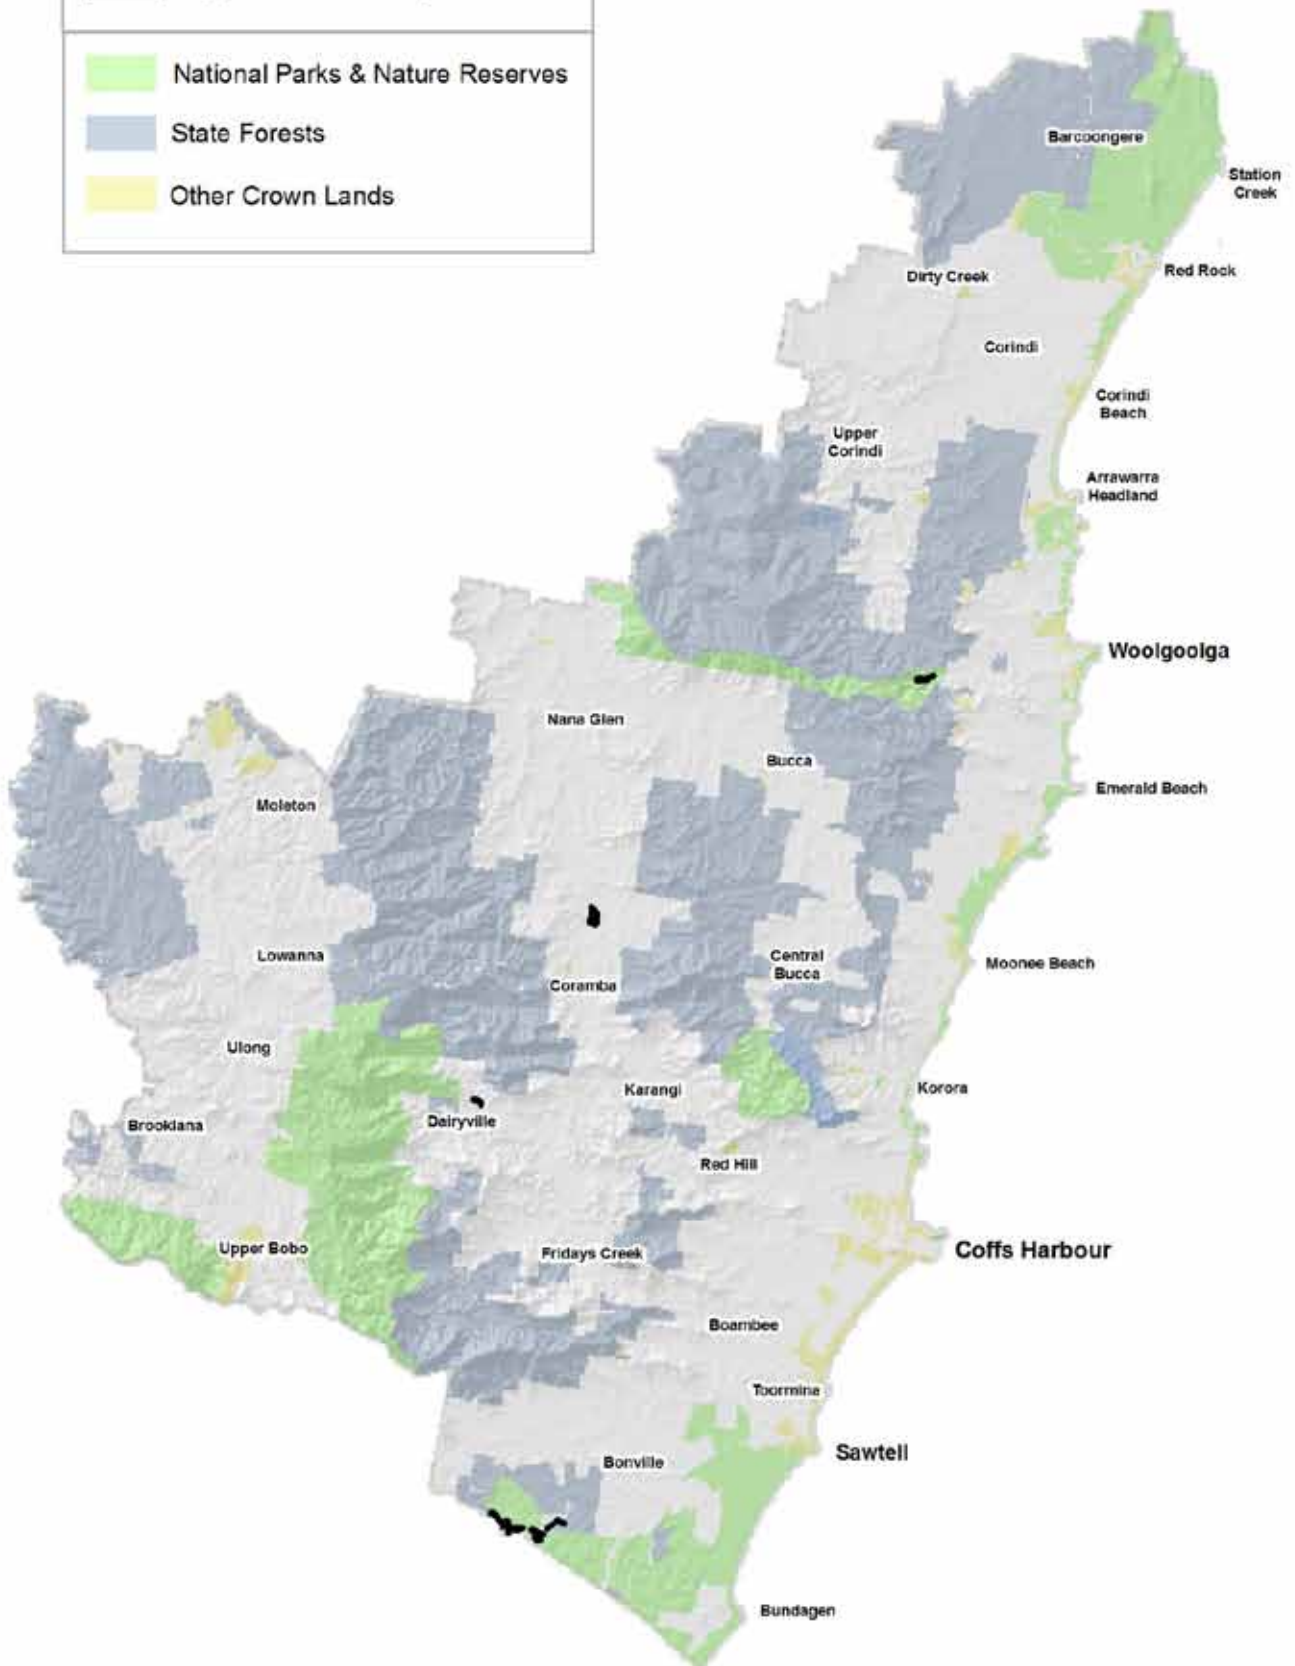 National Parks & Nature Reserves
State Forests
Other Crown Lands
Barcoongere
Station
Creek
Red Rock
Dirty Creek
Corindi
Corindi
Beach
Upper
Corindi
Arrawarra
Headland
Woolgoolga
Nana Glen
Bucca
Emerald Beach
Moleton
Lowanna
Central
Bucca
Moonee Beach
Coramba
Ulong
Karangi
Korora
Dairyville
Brooklana
Red Hill
Upper Bobo
Fridays Creek
Coffs Harbour
Boambee
Toormina
Sawtell
Bonville
Bundagen